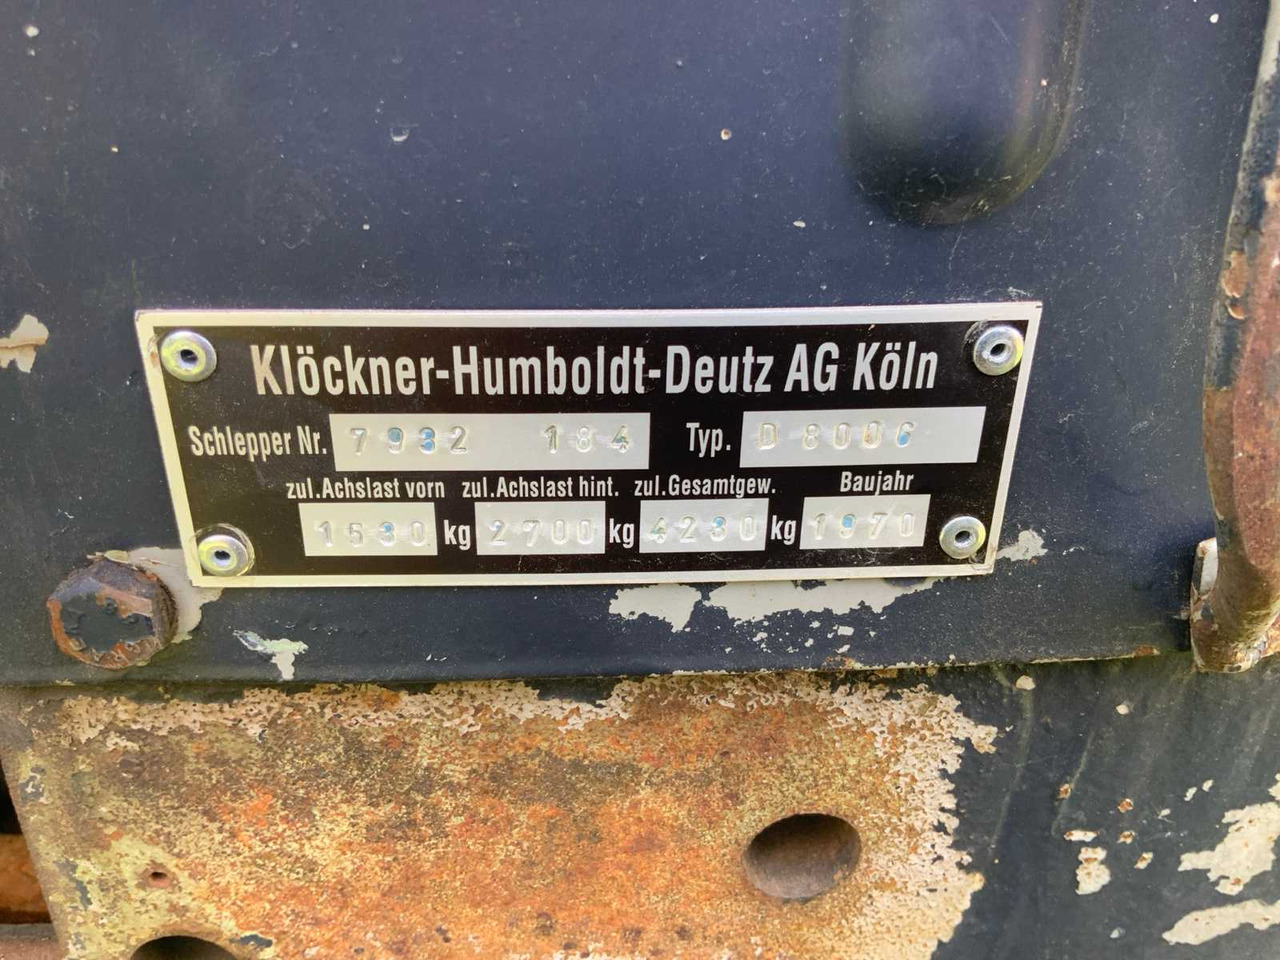 Klöckner-Humboldt-Deutz AG Köln
Schlepper Nr. 7932 184 Typ. D 8006
zul.Achslast vorn zul.Achslast hint. zul.Gesamtgew. Baujahr
1530 kg 2700 kg 4230 kg 1970